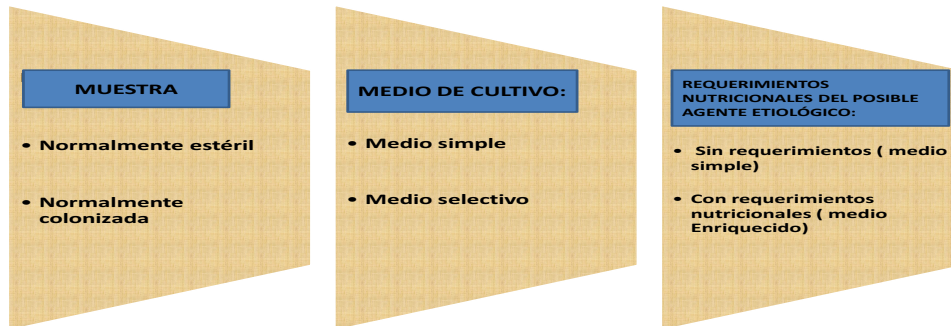 MUESTRA
• Normalmente estéril
• Normalmente
colonizada
MEDIO DE CULTIVO:
• Medio simple
• Medio selectivo
REQUERIMIENTOS
NUTRICIONALES DEL POSIBLE
AGENTE ETIOLÓGICO:
• Sin requerimientos ( medio
simple)
• Con requerimientos
nutricionales ( medio
Enriquecido)